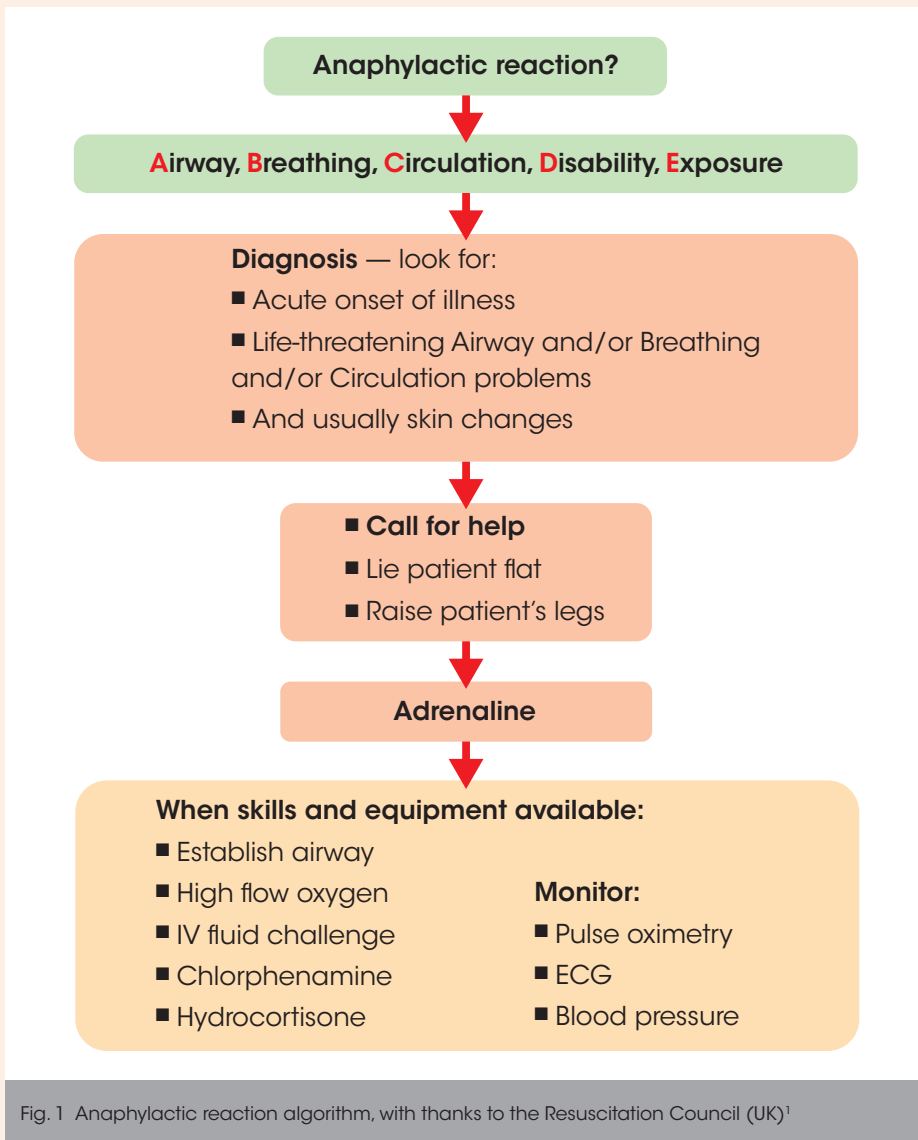 Anaphylactic reaction?
Airway, Breathing, Circulation, Disability, Exposure
Diagnosis — look for:
■ Acute onset of illness
■ Life-threatening Airway and/or Breathing
and/or Circulation problems
■ And usually skin changes
■ Call for help
■ Lie patient flat
■ Raise patient's legs
Adrenaline
When skills and equipment available:
■ Establish airway
■ High flow oxygen
■ IV fluid challenge
■ Chlorphenamine
■ Hydrocortisone
Monitor:
■ Pulse oximetry
■ ECG
■ Blood pressure
Fig. 1 Anaphylactic reaction algorithm, with thanks to the Resuscitation Council (UK)¹